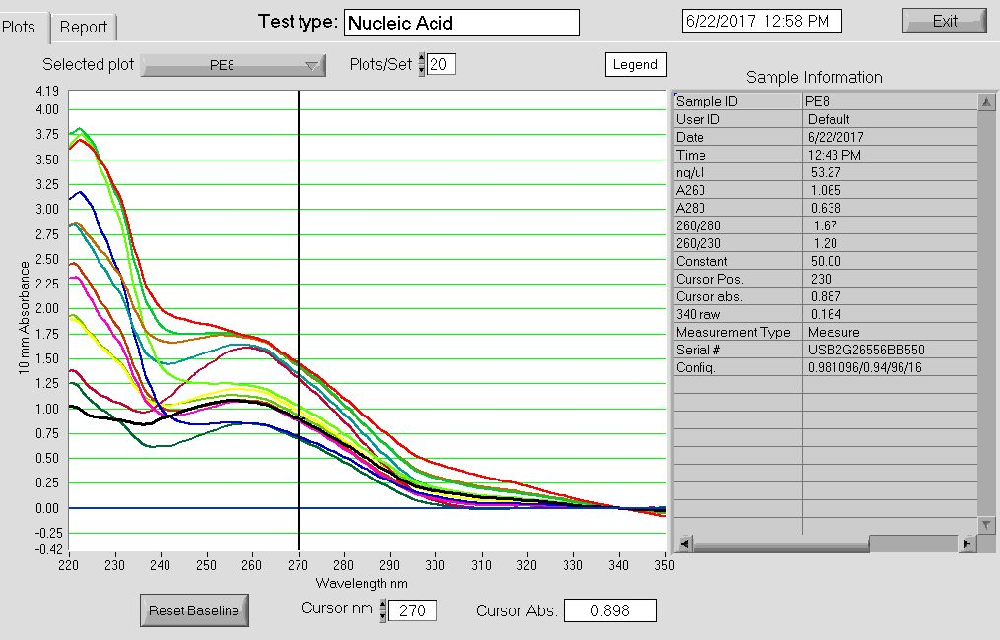 Plots Report Test type: Nucleic Acid 6/22/2017 12:58 PM Exit
Selected plot PE8 Plots/Set 20 Legend
Sample Information
10 mm Absorbance
4.19
4.00
3.75
3.50
3.25
3.00
2.75
2.50
2.25
2.00
1.75
1.50
1.25
1.00
0.75
0.50
0.25
0.00
-0.25
-0.42
220 230 240 250 260 270 280 290 300 310 320 330 340 350
Wavelength nm
Sample ID PE8
User ID Default
Date 6/22/2017
Time 12:43 PM
ng/ul 53.27
A260 1.065
A280 0.638
260/280 1.67
260/230 1.20
Constant 50.00
Cursor Pos. 230
Cursor abs. 0.887
340 raw 0.164
Measurement Type Measure
Serial # USB2G26556BB550
Config. 0.981096/0.94/96/16
Reset Baseline Cursor nm 270 Cursor Abs. 0.898